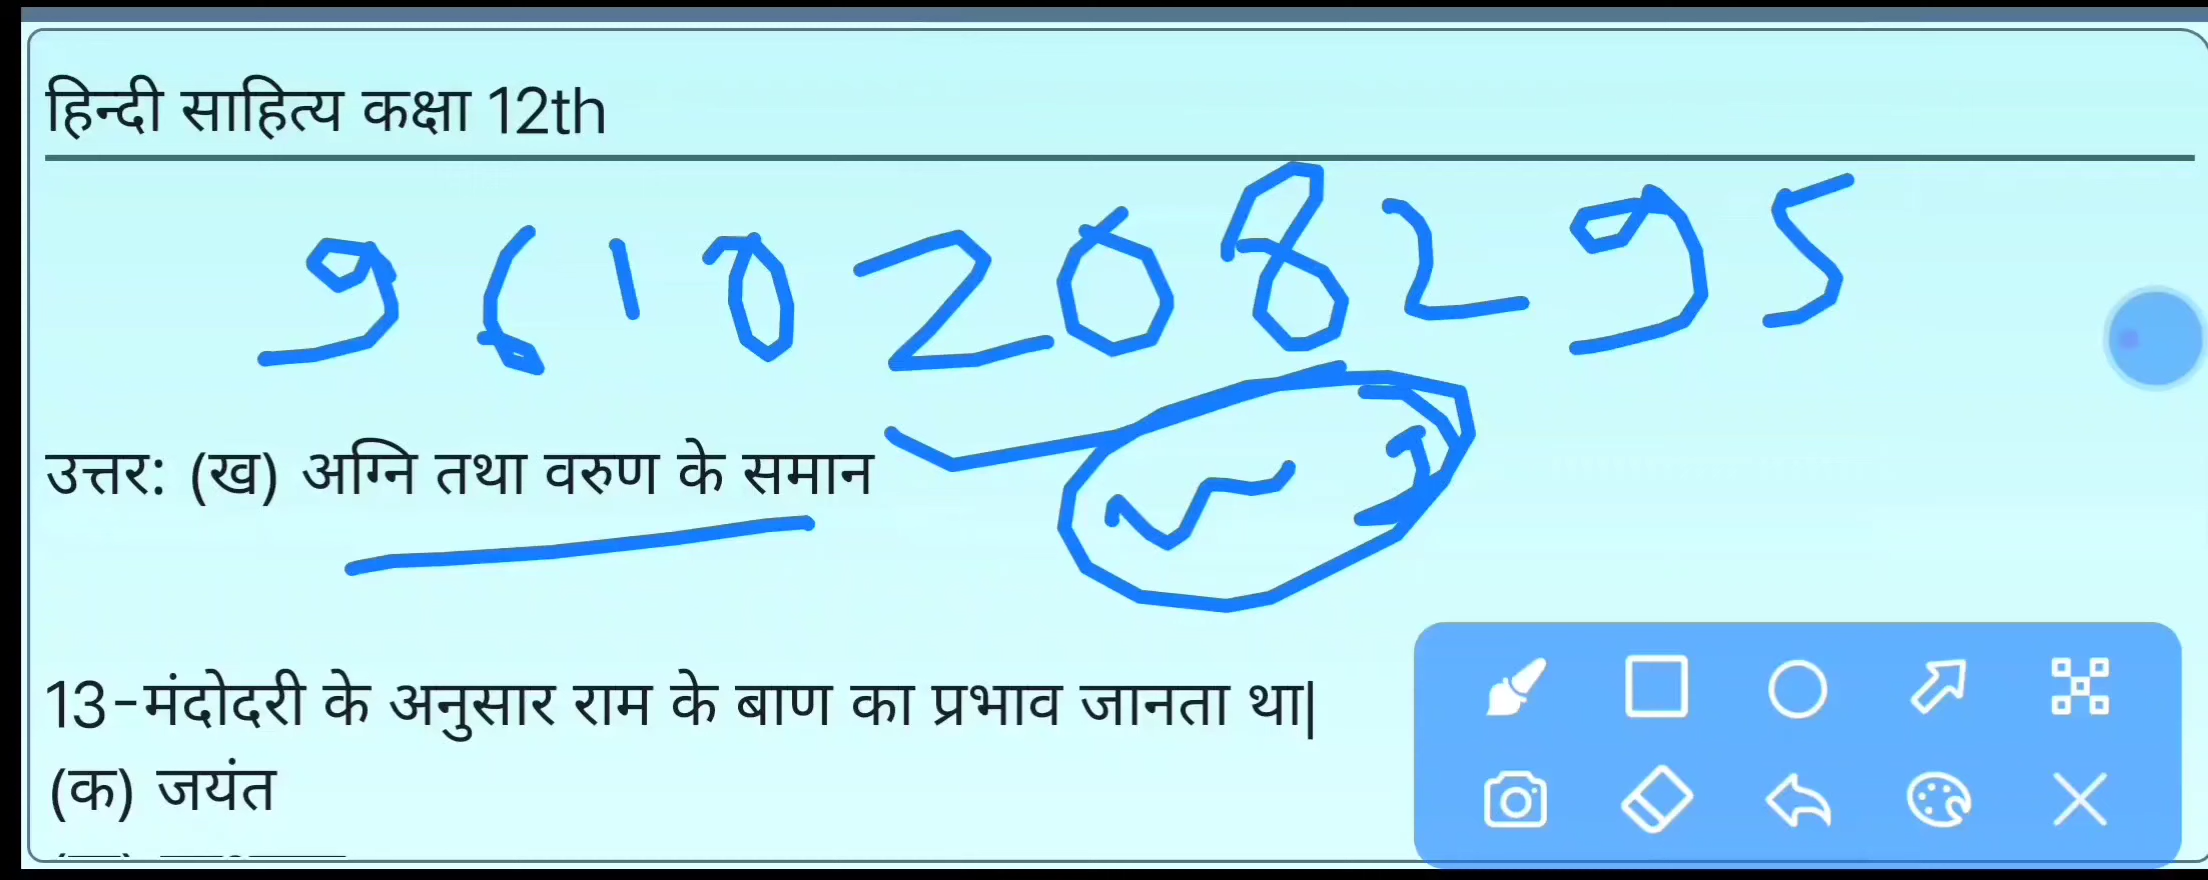 हिन्दी साहित्य कक्षा 12th
9610208295
उत्तर: (ख) अग्नि तथा वरुण के समान
13-मंदोदरी के अनुसार राम के बाण का प्रभाव जानता था|
(क) जयंत